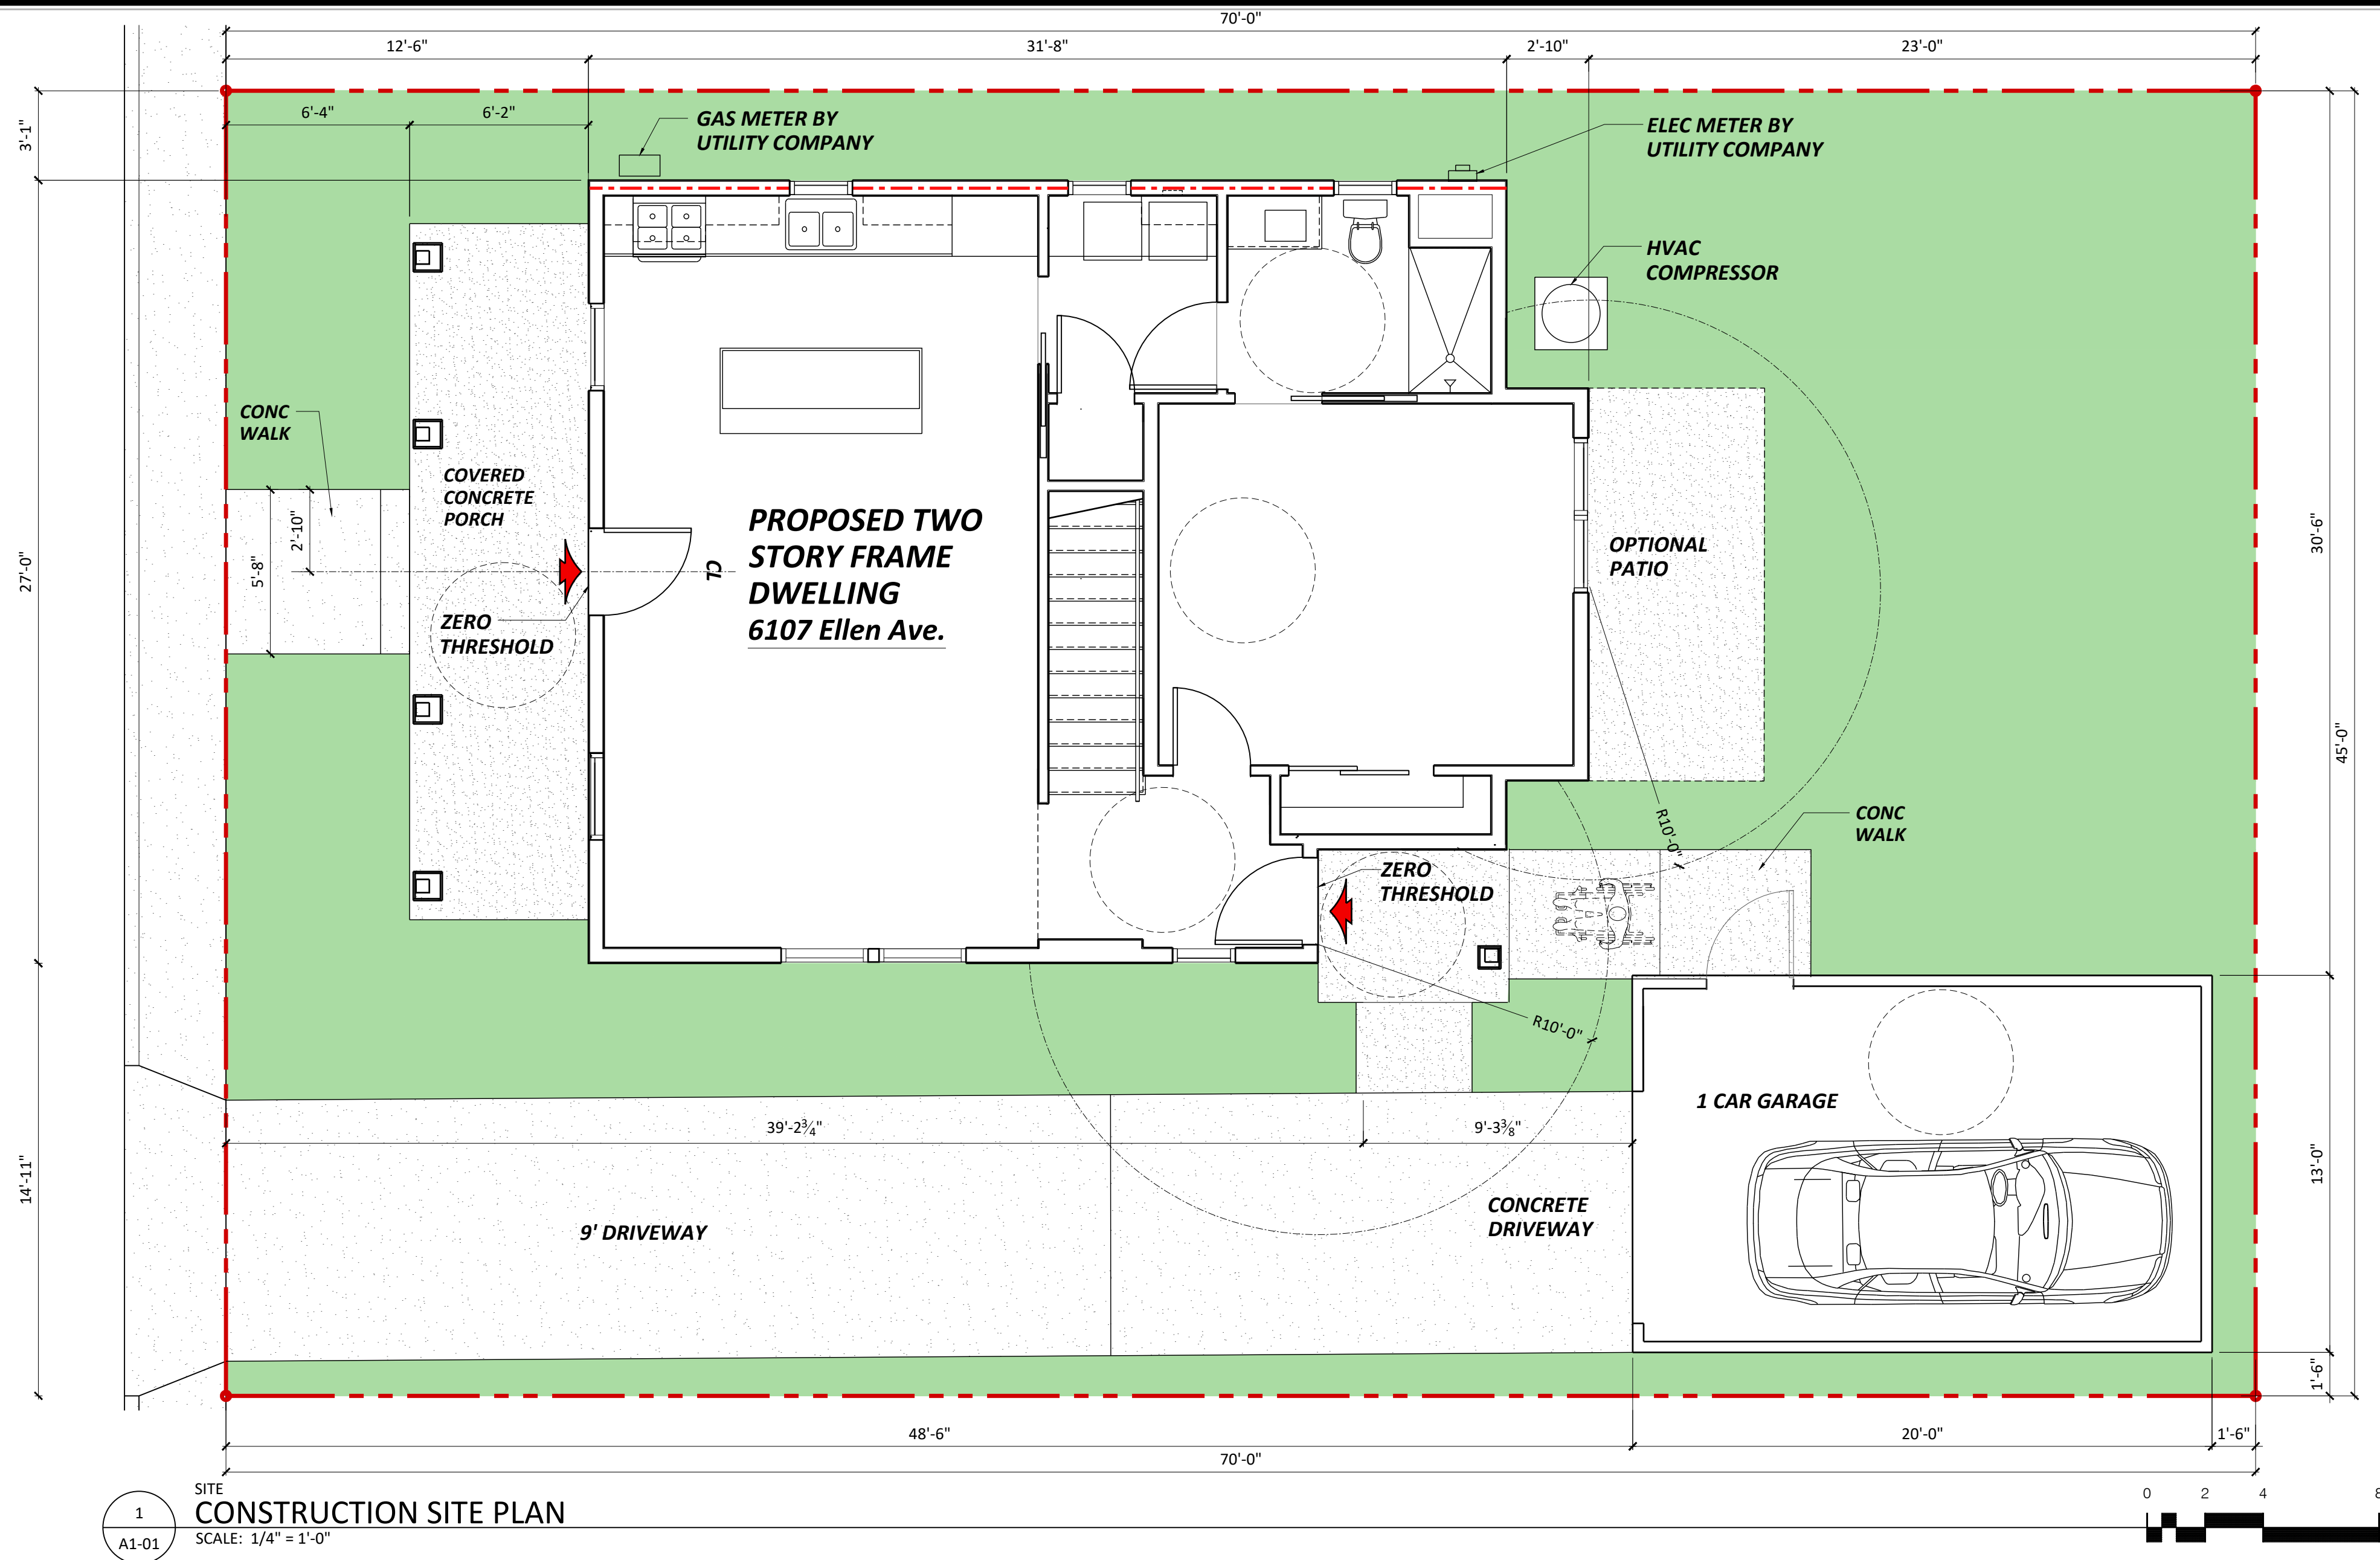 70'-0"
12'-6"
31'-8"
2'-10"
23'-0"
6'-4"
6'-2"
3'-1"
GAS METER BY
UTILITY COMPANY
ELEC METER BY
UTILITY COMPANY
HVAC
COMPRESSOR
CONC
WALK
COVERED
CONCRETE
PORCH
2'-10"
5'-8"
27'-0"
CL
PROPOSED TWO
STORY FRAME
DWELLING
6107 Ellen Ave.
OPTIONAL
PATIO
30'-6"
45'-0"
ZERO
THRESHOLD
R10'-0"
CONC
WALK
ZERO
THRESHOLD
R10'-0"
1 CAR GARAGE
39'-2¾"
9'-3⅜"
14'-11"
13'-0"
9' DRIVEWAY
CONCRETE
DRIVEWAY
1'-6"
48'-6"
20'-0"
1'-6"
70'-0"
1
A1-01
SITE
CONSTRUCTION SITE PLAN
SCALE: 1/4" = 1'-0"
0 2 4 8